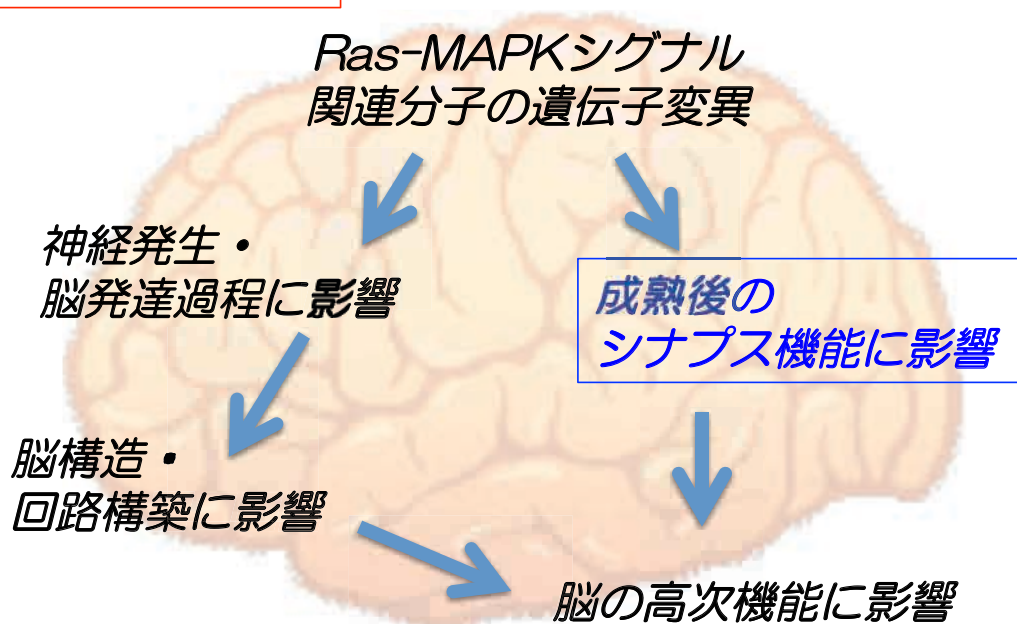 Ras-MAPKシグナル
関連分子の遺伝子変異
神経発生・
脳発達過程に影響
成熟後の
シナプス機能に影響
脳構造・
回路構築に影響
脳の高次機能に影響